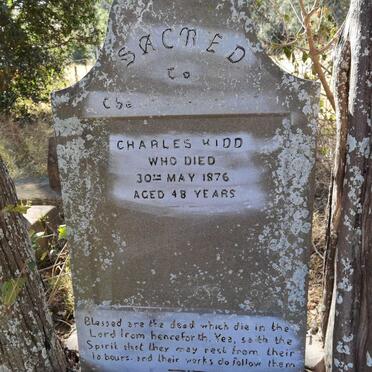 SACRED
To
The
CHARLES KIDD
WHO DIED
30TH MAY 1876
AGED 48 YEARS
Blessed are the dead which die in the
Lord from henceforth. Yea, saith the
Spirit that they may rest from their
labours. and their works do follow them